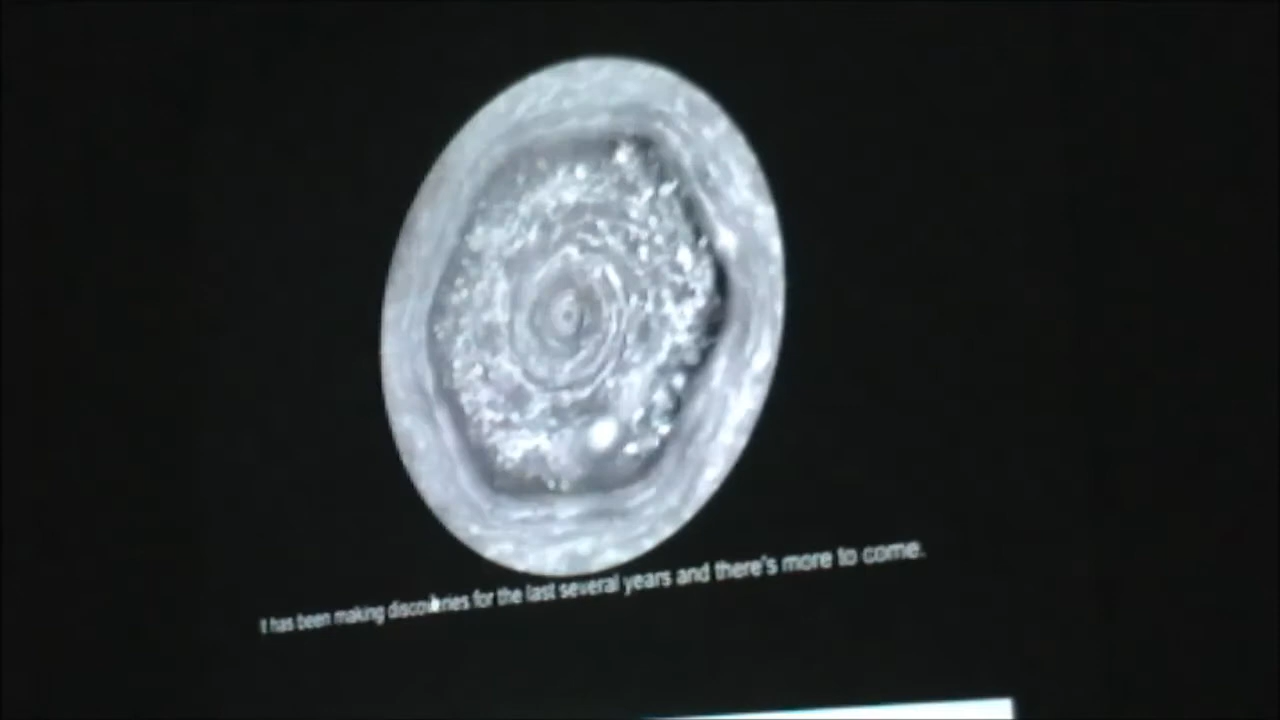 t has been making discoveries for the last several years and there's more to come.